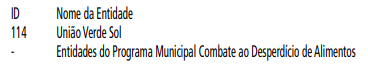 ID Nome da Entidade
114 União Verde Sol
- Entidades do Programa Municipal Combate ao Desperdício de Alimentos